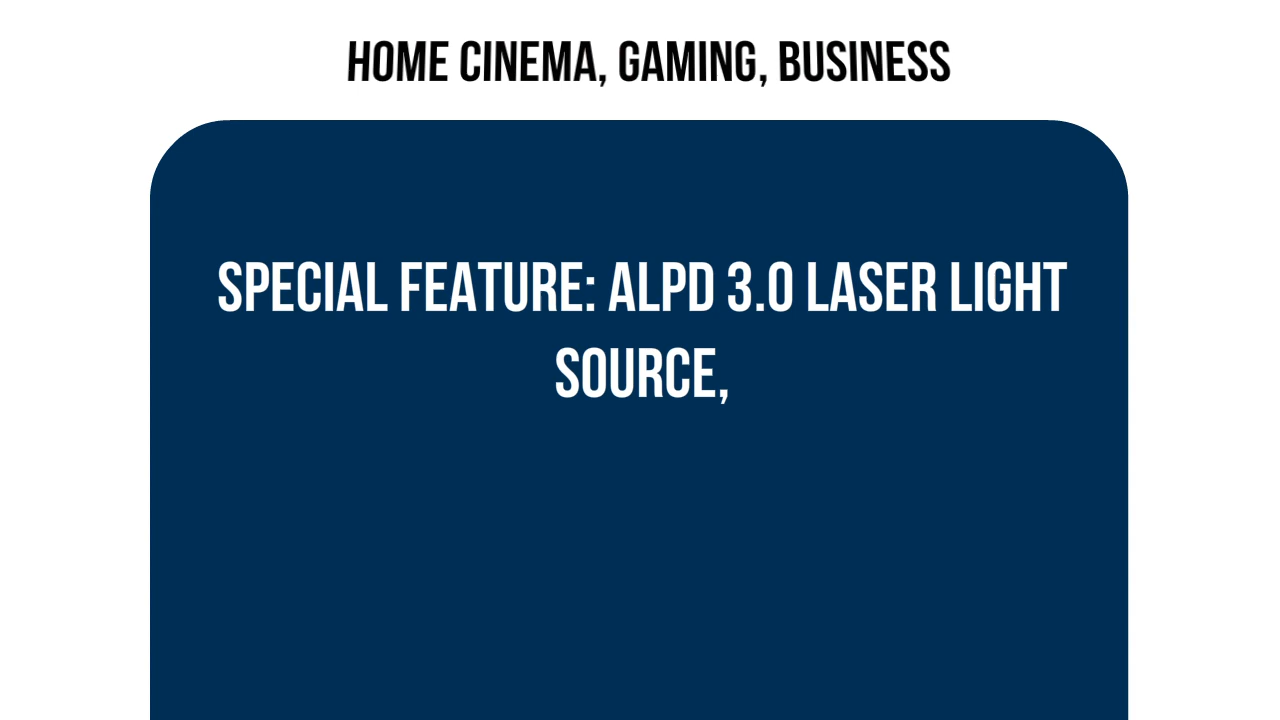 HOME CINEMA, GAMING, BUSINESS
SPECIAL FEATURE: ALPD 3.0 LASER LIGHT
SOURCE,